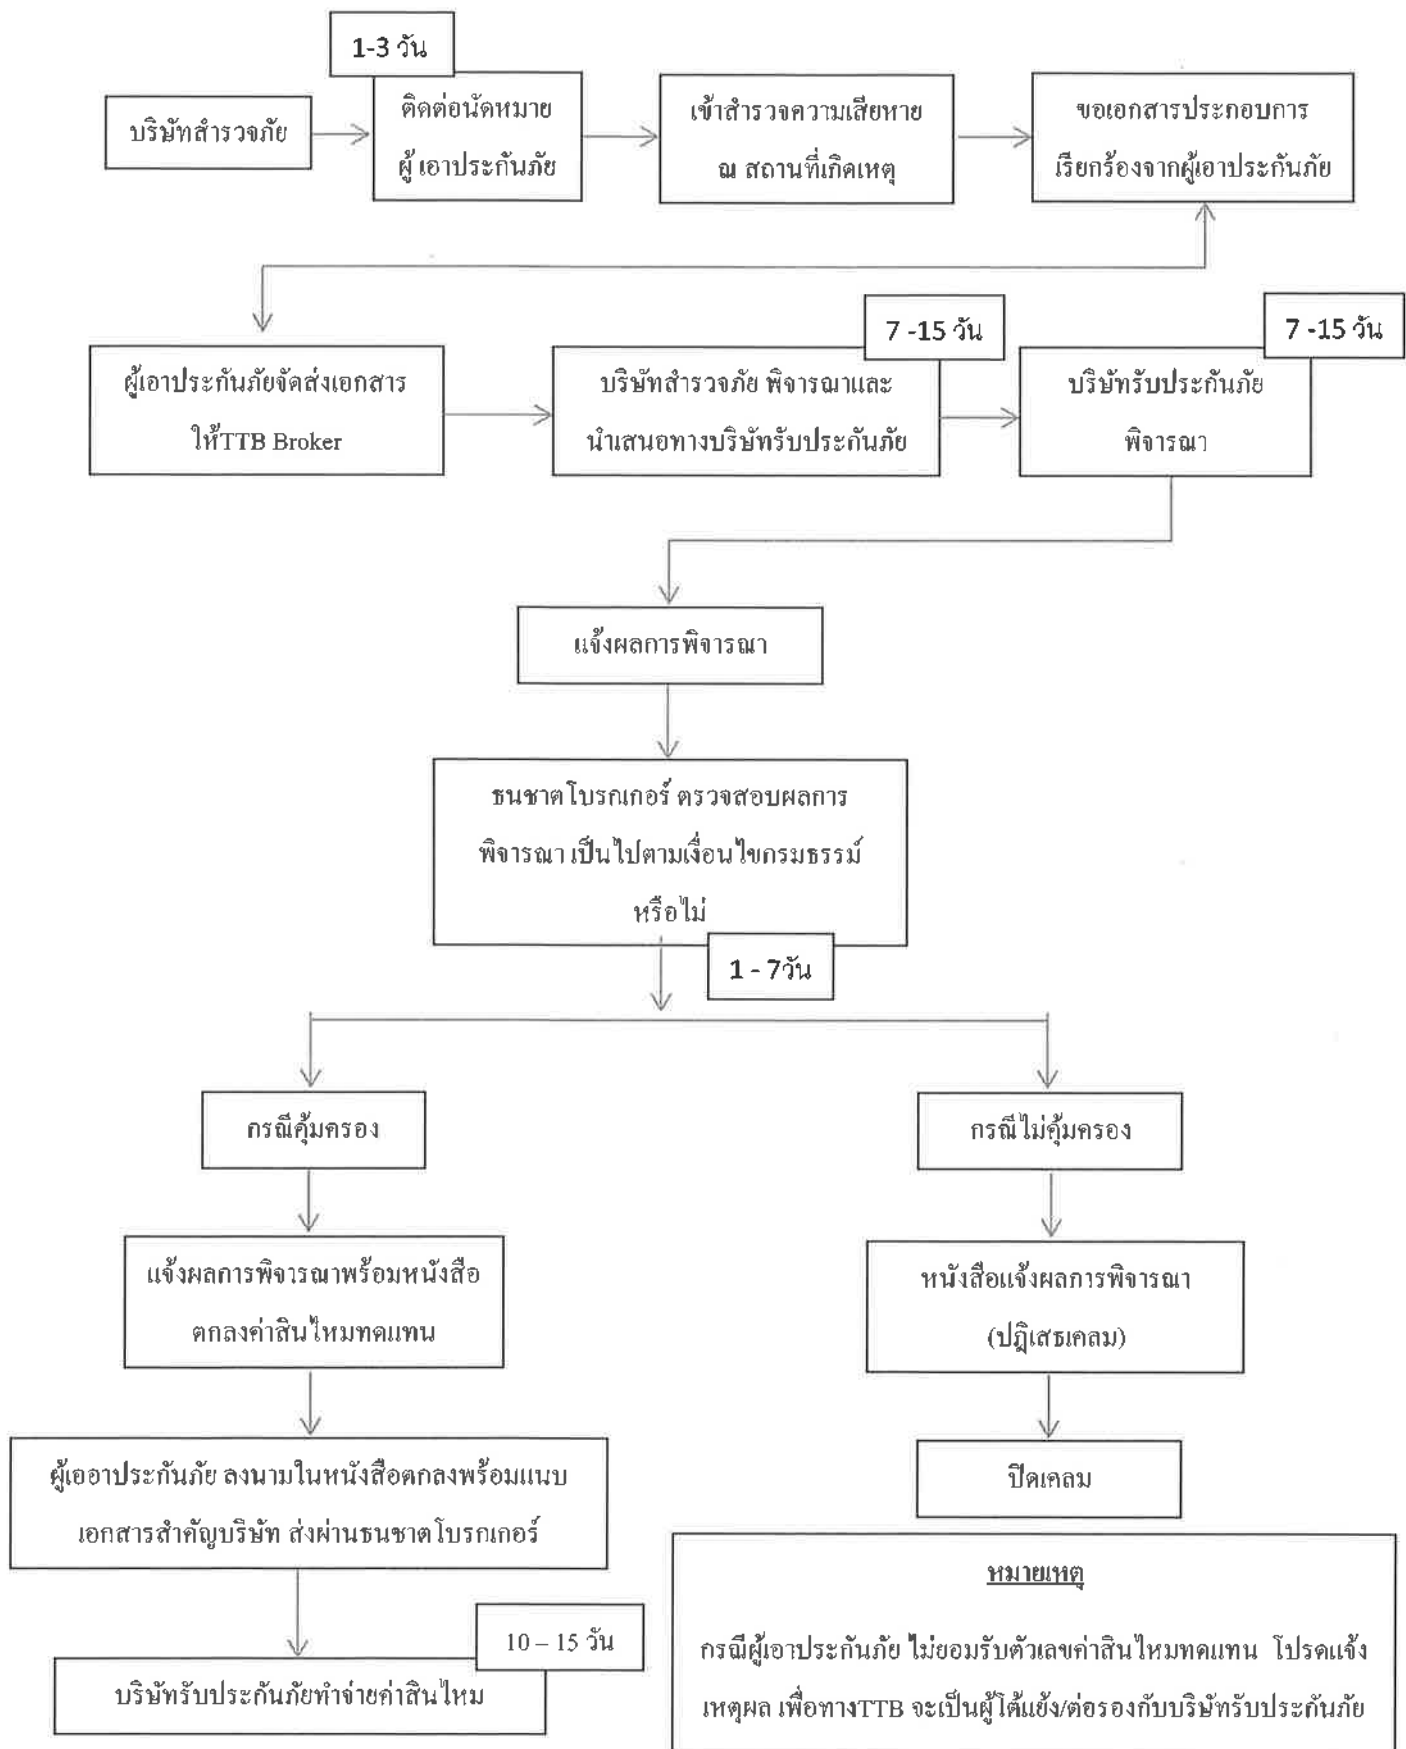 1-3 วัน
บริษัทสำรวจภัย
ติดต่อนัดหมาย
ผู้ เอาประกันภัย
เข้าสำรวจความเสียหาย
ณ สถานที่เกิดเหตุ
ขอเอกสารประกอบการ
เรียกร้องจากผู้เอาประกันภัย
ผู้เอาประกันภัยจัดส่งเอกสาร
ให้TTB Broker
7 -15 วัน
บริษัทสำรวจภัย พิจารณาและ
นำเสนอทางบริษัทรับประกันภัย
7 -15 วัน
บริษัทรับประกันภัย
พิจารณา
แจ้งผลการพิจารณา
ธนชาตโบรกเกอร์ ตรวจสอบผลการ
พิจารณา เป็นไปตามเงื่อนไขกรมธรรม์
หรือไม่
1 - 7วัน
กรณีคุ้มครอง
แจ้งผลการพิจารณาพร้อมหนังสือ
ตกลงค่าสินไหมทดแทน
ผู้เออาประกันภัย ลงนามในหนังสือตกลงพร้อมแนบ
เอกสารสำคัญบริษัท ส่งผ่านธนชาตโบรกเกอร์
10 – 15 วัน
บริษัทรับประกันภัยทำจ่ายค่าสินไหม
กรณีไม่คุ้มครอง
หนังสือแจ้งผลการพิจารณา
(ปฎิเสธเคลม)
ปิดเคลม
หมายเหตุ
กรณีผู้เอาประกันภัย ไม่ยอมรับตัวเลขค่าสินไหมทดแทน โปรดแจ้ง
เหตุผล เพื่อทางTTB จะเป็นผู้โต้แย้ง/ต่อรองกับบริษัทรับประกันภัย